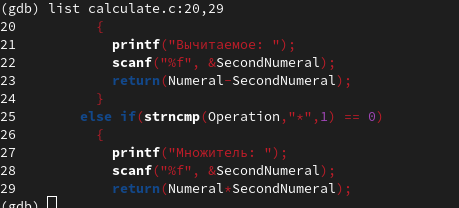 (gdb) list calculate.c:20,29
20 {
21 printf("Вычитаемое: ");
22 scanf("%f", &SecondNumeral);
23 return(Numeral-SecondNumeral);
24 }
25 else if(strncmp(Operation,"*",1) == 0)
26 {
27 printf("Множитель: ");
28 scanf("%f", &SecondNumeral);
29 return(Numeral*SecondNumeral);
(gdb)